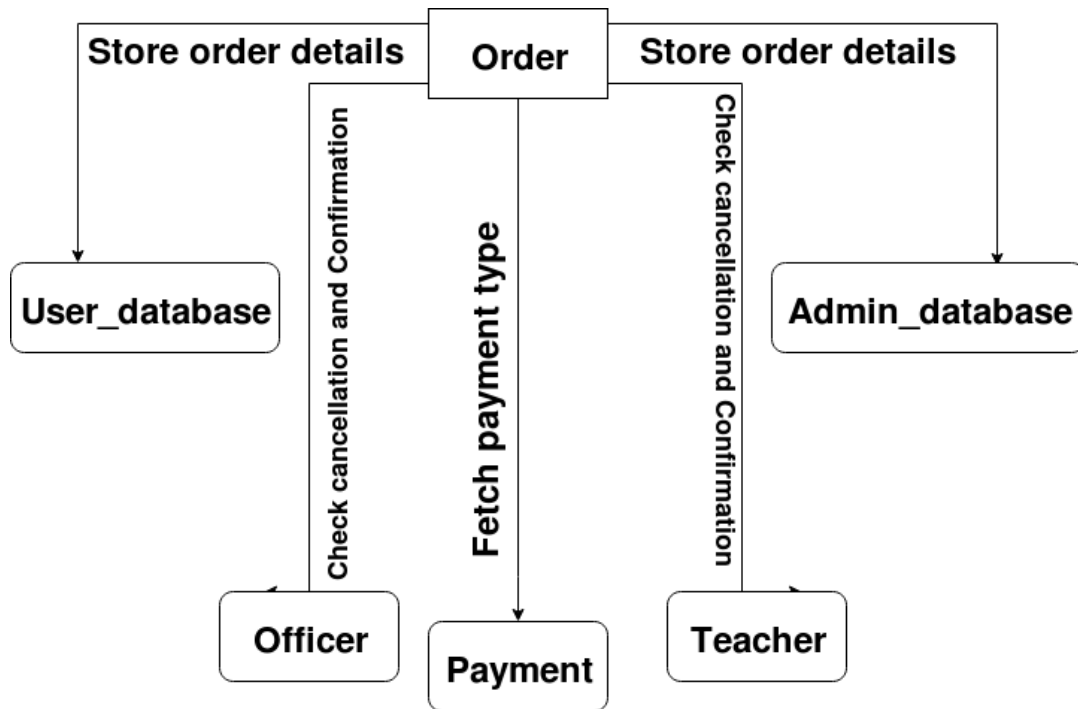 Order
Store order details
Store order details
Check cancellation and Confirmation
Fetch payment type
Check cancellation and Confirmation
User_database
Admin_database
Officer
Payment
Teacher